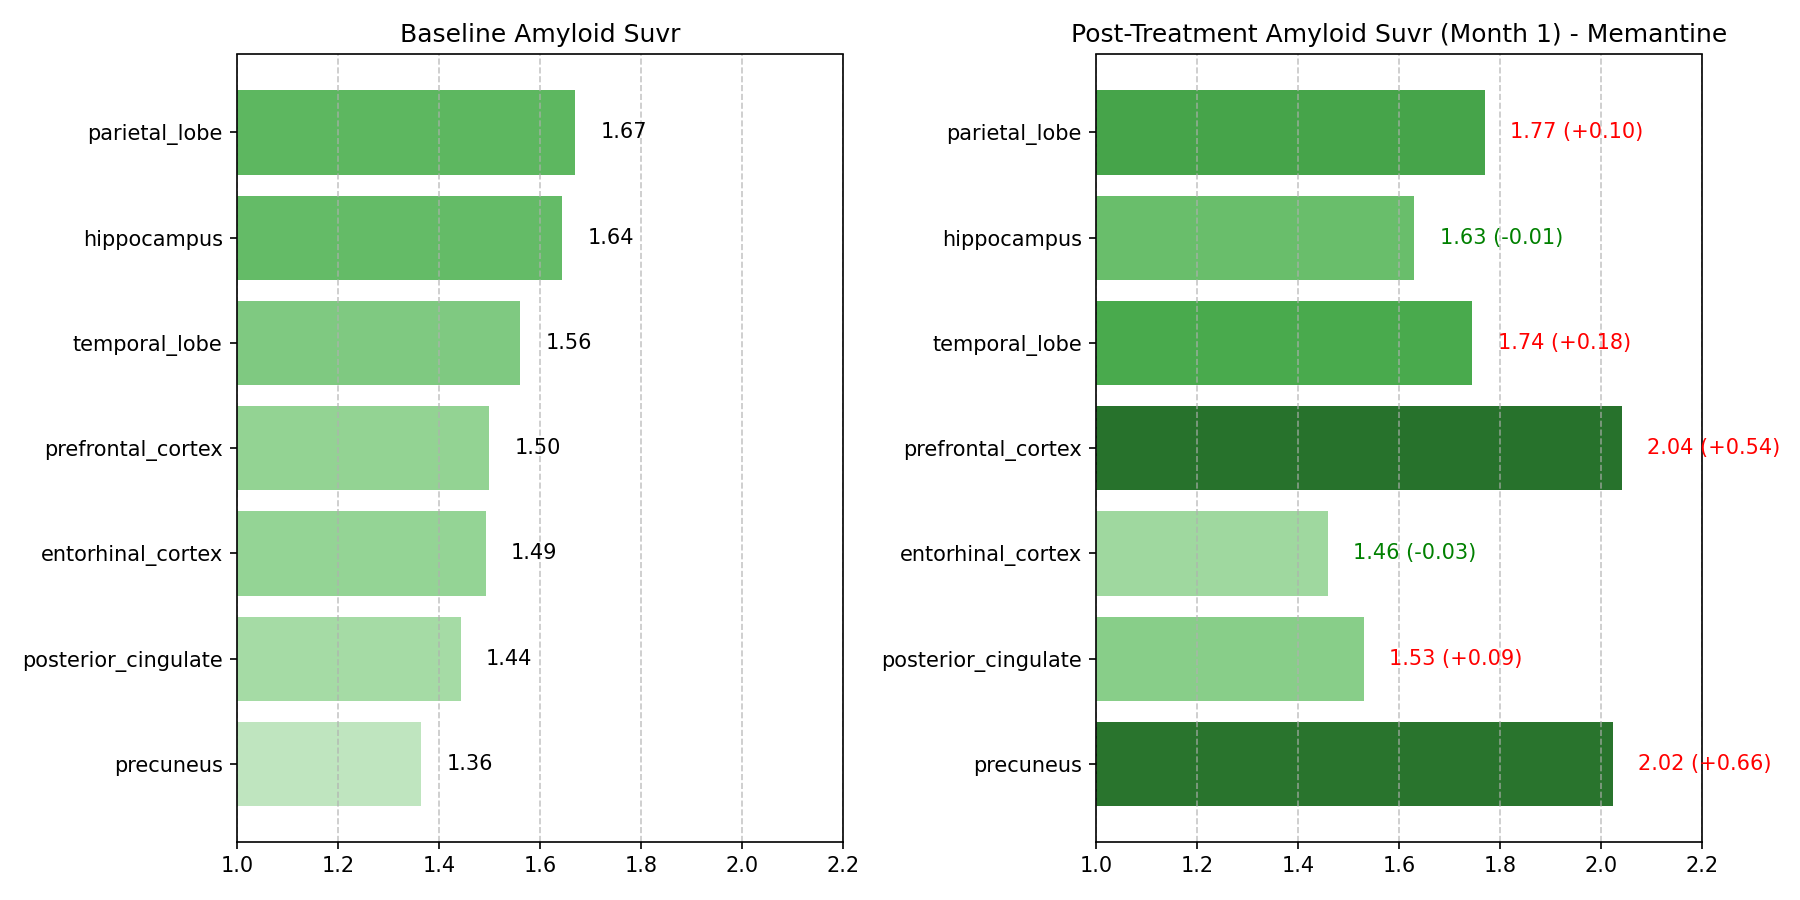 Baseline Amyloid Suvr
parietal_lobe 1.67
hippocampus 1.64
temporal_lobe 1.56
prefrontal_cortex 1.50
entorhinal_cortex 1.49
posterior_cingulate 1.44
precuneus 1.36
1.0 1.2 1.4 1.6 1.8 2.0 2.2
Post-Treatment Amyloid Suvr (Month 1) - Memantine
parietal_lobe 1.77 (+0.10)
hippocampus 1.63 (-0.01)
temporal_lobe 1.74 (+0.18)
prefrontal_cortex 2.04 (+0.54)
entorhinal_cortex 1.46 (-0.03)
posterior_cingulate 1.53 (+0.09)
precuneus 2.02 (+0.66)
1.0 1.2 1.4 1.6 1.8 2.0 2.2